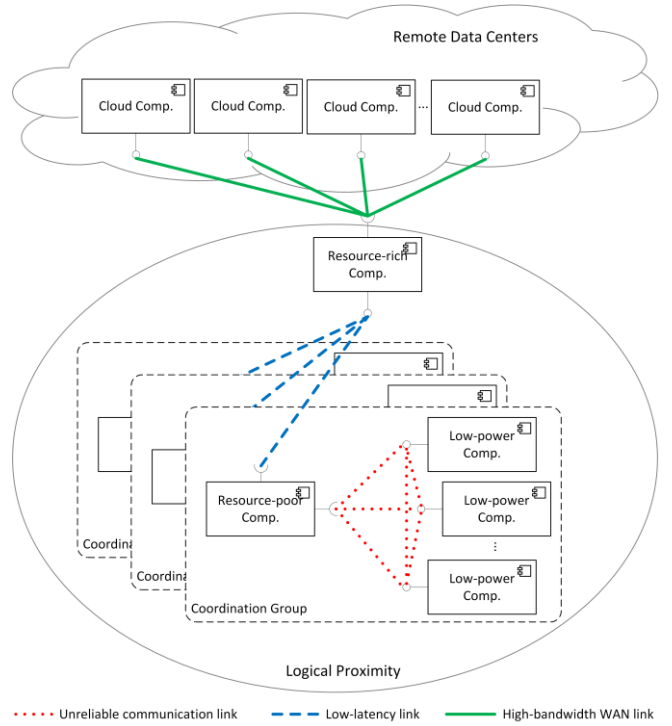 Remote Data Centers
Cloud Comp.
Cloud Comp.
Cloud Comp.
...
Cloud Comp.
Resource-rich
Comp.
Low-power
Comp.
Resource-poor
Comp.
Low-power
Comp.
...
Low-power
Comp.
Coordina
Coordina
Coordination Group
Logical Proximity
Unreliable communication link
Low-latency link
High-bandwidth WAN link